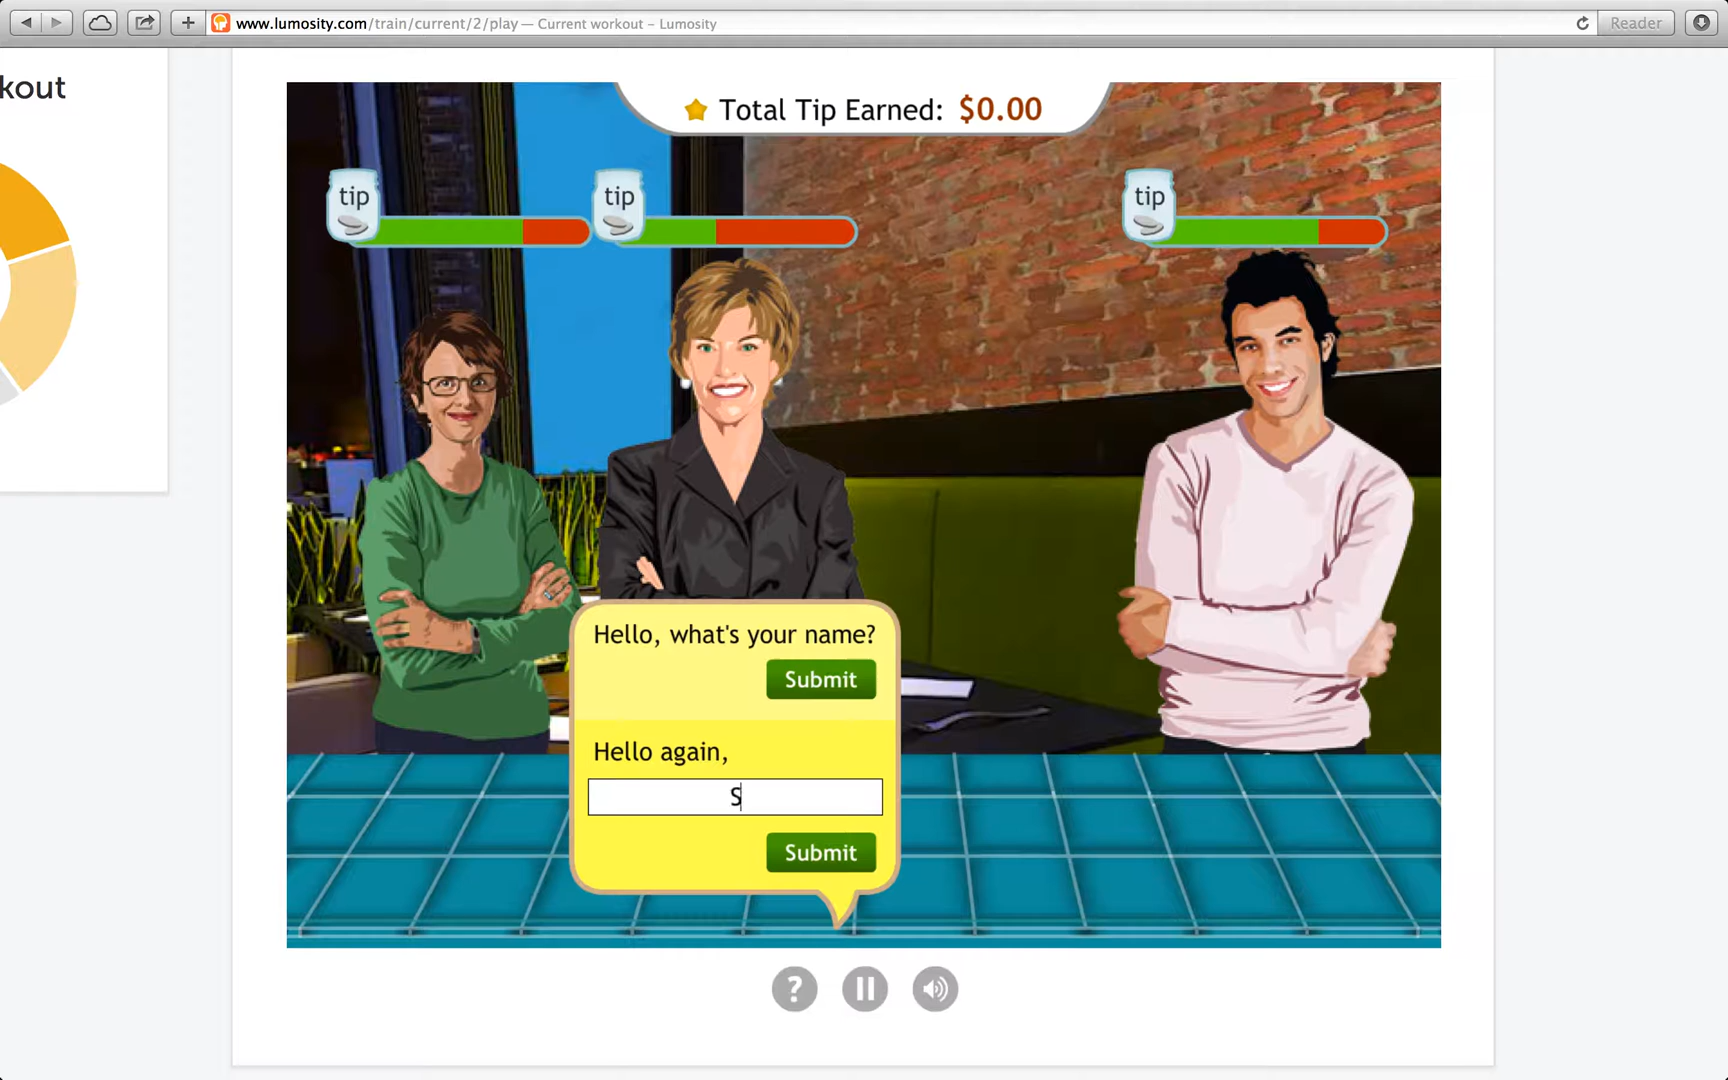 www.lumosity.com/train/current/2/play — Current workout – Lumosity
Reader
kout
Total Tip Earned: $0.00
tip
tip
tip
Hello, what's your name?
Submit
Hello again,
S
Submit
?